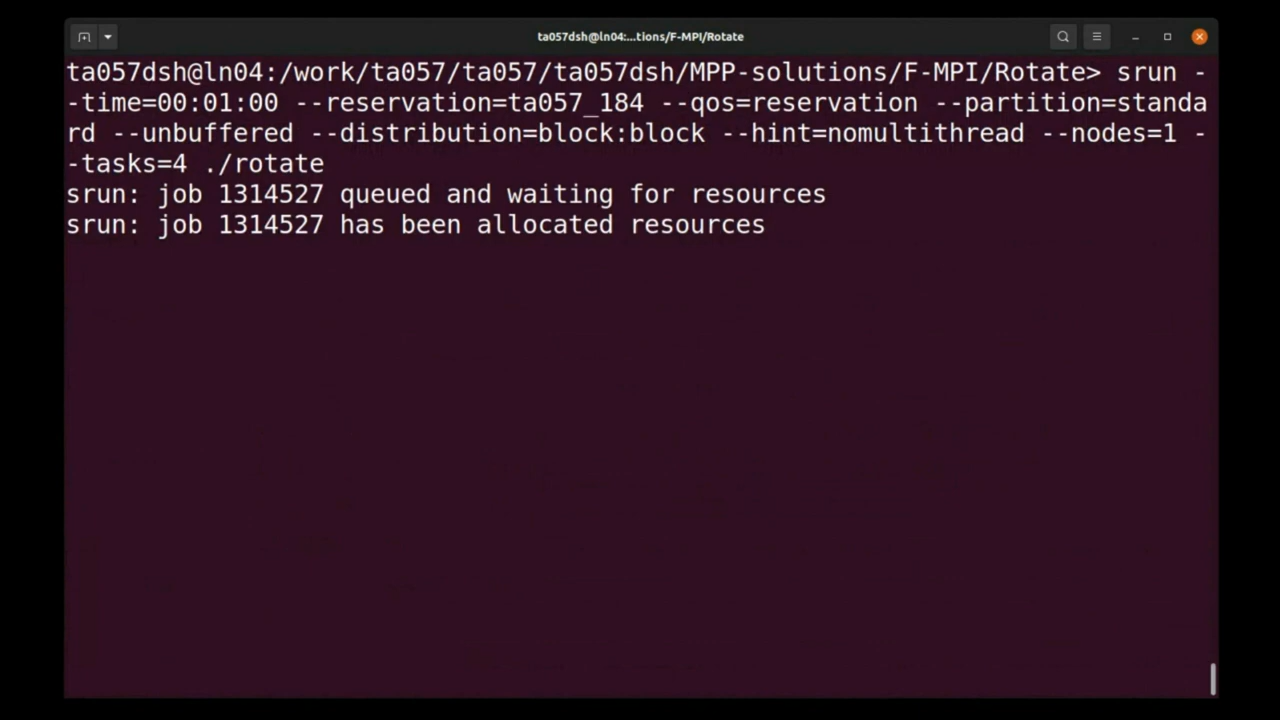 ta057dsh@ln04:...tions/F-MPI/Rotate
ta057dsh@ln04:/work/ta057/ta057/ta057dsh/MPP-solutions/F-MPI/Rotate> srun -
-time=00:01:00 --reservation=ta057_184 --qos=reservation --partition=standa
rd --unbuffered --distribution=block:block --hint=nomultithread --nodes=1 -
-tasks=4 ./rotate
srun: job 1314527 queued and waiting for resources
srun: job 1314527 has been allocated resources